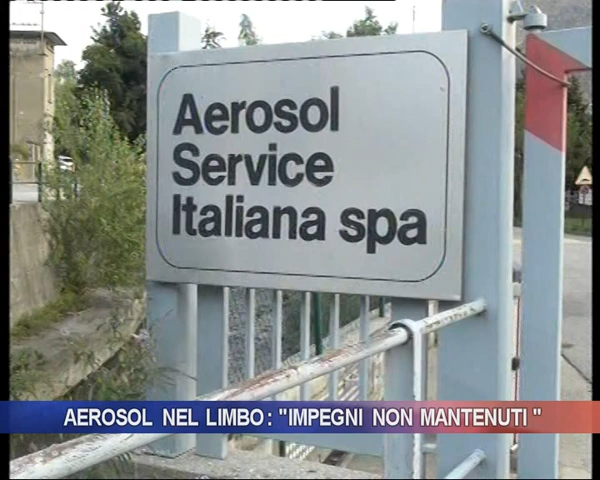 Aerosol
Service
Italiana spa
AEROSOL NEL LIMBO: "IMPEGNI NON MANTENUTI "